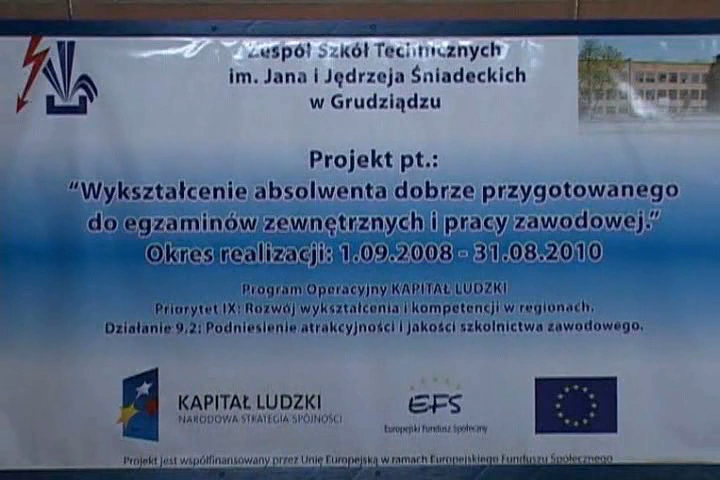 Zespół Szkół Technicznych
im. Jana i Jędrzeja Śniadeckich
w Grudziądzu
Projekt pt.:
"Wykształcenie absolwenta dobrze przygotowanego
do egzaminów zewnętrznych i pracy zawodowej."
Okres realizacji: 1.09.2008 - 31.08.2010
Program Operacyjny KAPITAŁ LUDZKI
Priorytet IX: Rozwój wykształcenia i kompetencji w regionach.
Działanie 9.2: Podniesienie atrakcyjności i jakości szkolnictwa zawodowego.
KAPITAŁ LUDZKI
NARODOWA STRATEGIA SPÓJNOŚCI
EFS
Europejski Fundusz Społeczny
Projekt jest współfinansowany przez Unię Europejską w ramach Europejskiego Funduszu Społecznego